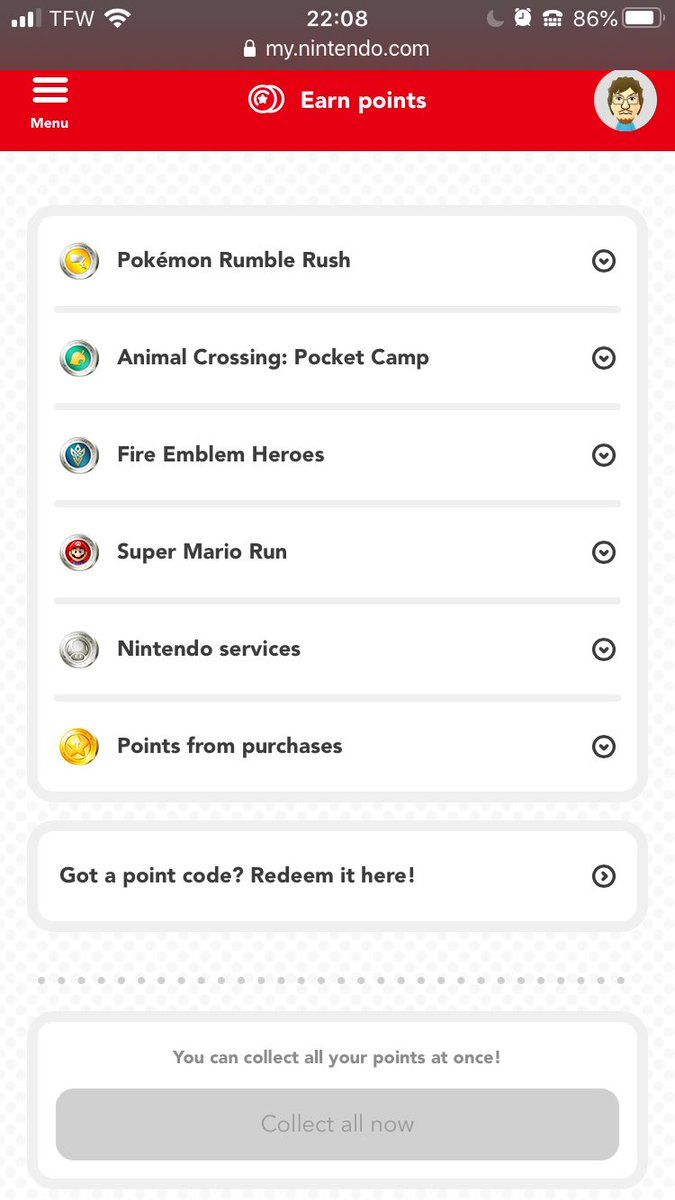 TFW 22:08 86%
my.nintendo.com
Menu
Earn points
Pokémon Rumble Rush
Animal Crossing: Pocket Camp
Fire Emblem Heroes
Super Mario Run
Nintendo services
Points from purchases
Got a point code? Redeem it here!
You can collect all your points at once!
Collect all now